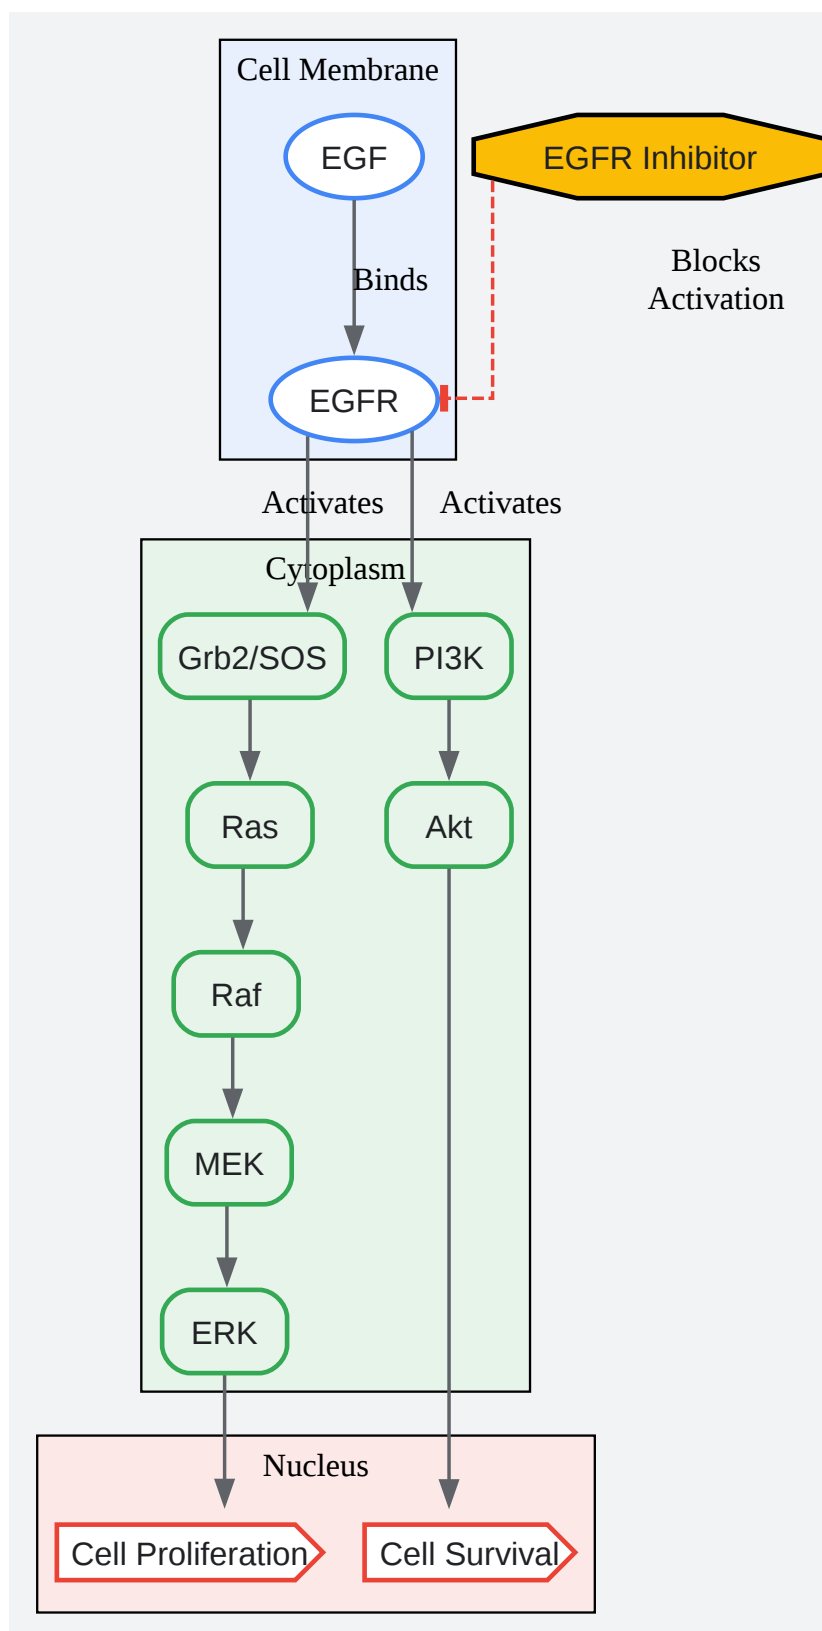 Cell Membrane
EGF
EGFR Inhibitor
Binds
Blocks
Activation
EGFR
Activates
Activates
Cytoplasm
Grb2/SOS
PI3K
Ras
Akt
Raf
MEK
ERK
Nucleus
Cell Proliferation
Cell Survival